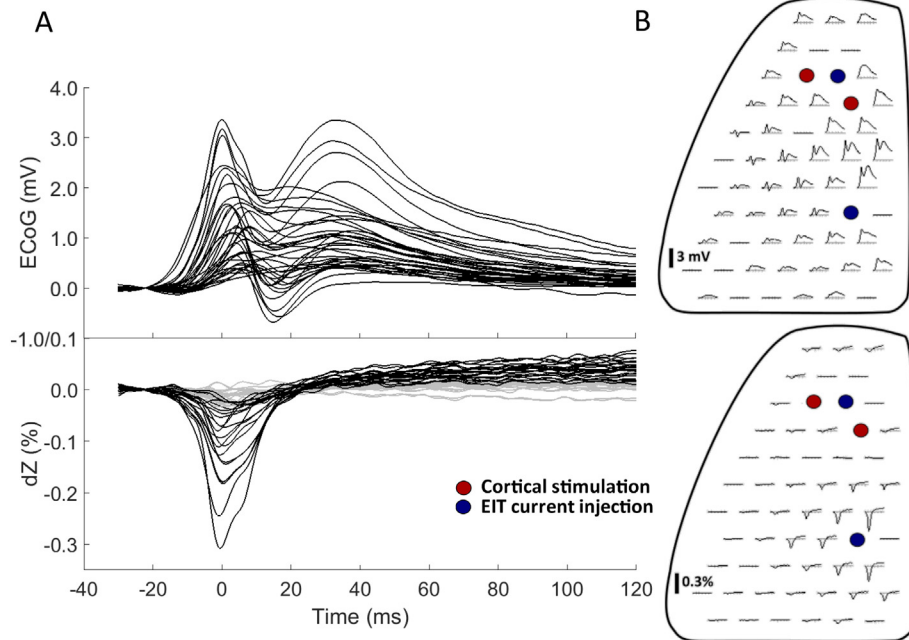 A
B
4.0
3.0
2.0
1.0
0.0
-1.0/0.1
0.0
-0.1
-0.2
-0.3
ECoG (mV)
dZ (%)
-40
-20
0
20
40
60
80
100
120
Time (ms)
Cortical stimulation
EIT current injection
3 mV
0.3%